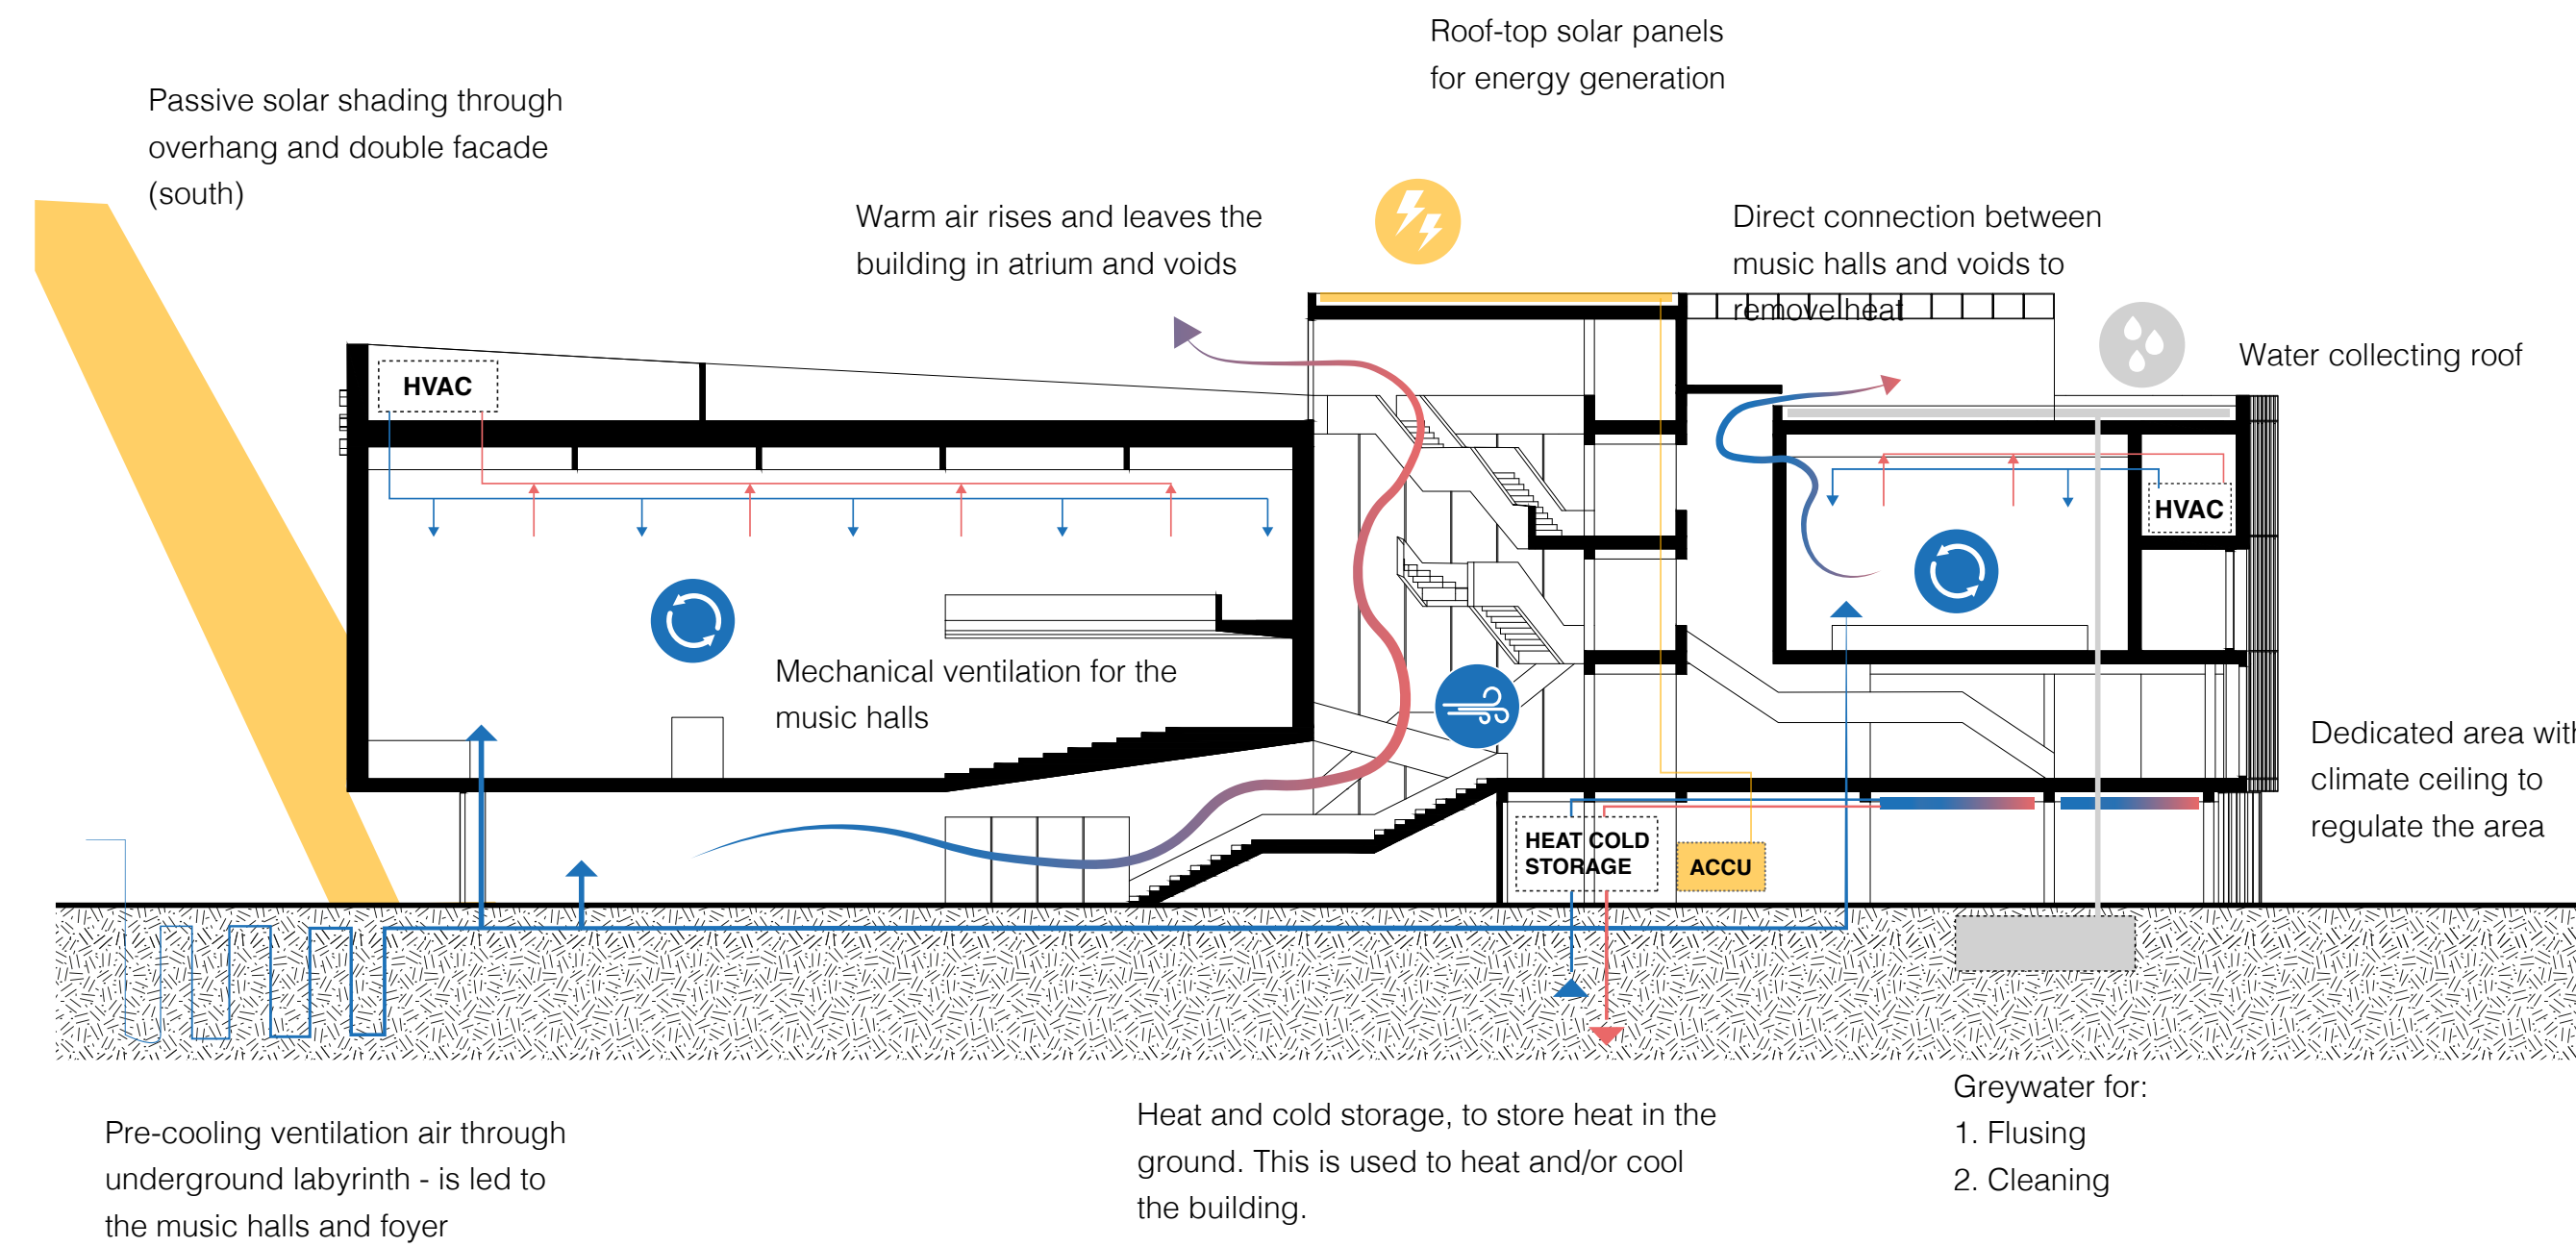 Roof-top solar panels
for energy generation
Passive solar shading through
overhang and double facade
(south)
Warm air rises and leaves the
building in atrium and voids
Direct connection between
music halls and voids to
remove heat
Water collecting roof
HVAC
HVAC
Mechanical ventilation for the
music halls
Dedicated area with
climate ceiling to
regulate the area
HEAT COLD
STORAGE
ACCU
Pre-cooling ventilation air through
underground labyrinth - is led to
the music halls and foyer
Heat and cold storage, to store heat in the
ground. This is used to heat and/or cool
the building.
Greywater for:
1. Flusing
2. Cleaning